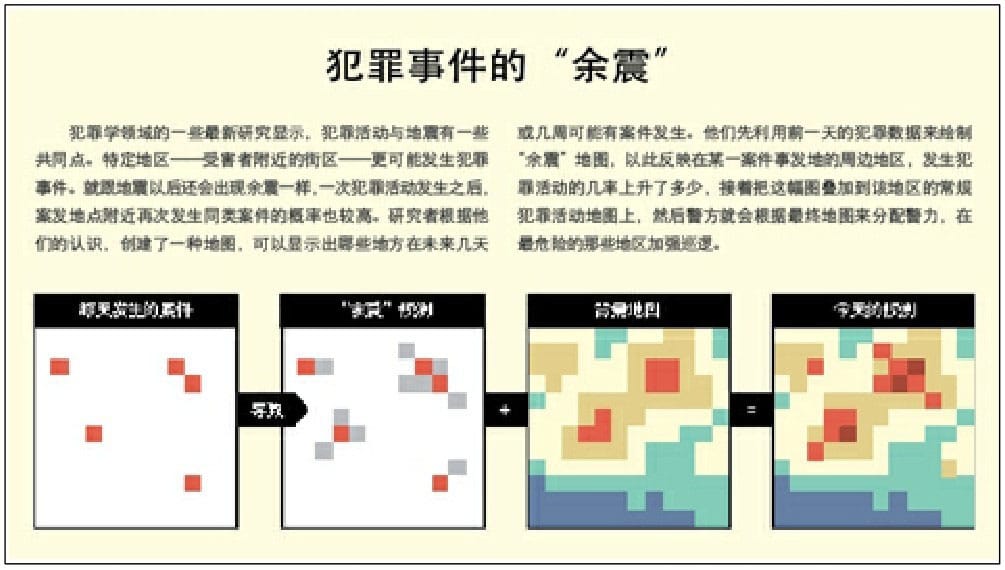 犯罪事件的“余震”
犯罪学领域的一些最新研究显示，犯罪活动与地震有一些
共同点。特定地区——受害者附近的街区——更可能发生犯罪
事件。就跟地震以后还会出现余震一样，一次犯罪活动发生之后，
案发地点附近再次发生同类案件的概率也较高。研究者根据他
们的认识，创建了一种地图，可以显示出哪些地方在未来几天
或几周可能有案件发生。他们先利用前一天的犯罪数据来绘制
“余震”地图，以此反映在某一案件事发地的周边地区，发生犯
罪活动的几率上升了多少，接着把这幅图叠加到该地区的常规
犯罪活动地图上，然后警方就会根据最终地图来分配警力，在
最危险的那些地区加强巡逻。
昨天发生的案件
“余震”预测
背景地图
今天的预测
导致
+
=